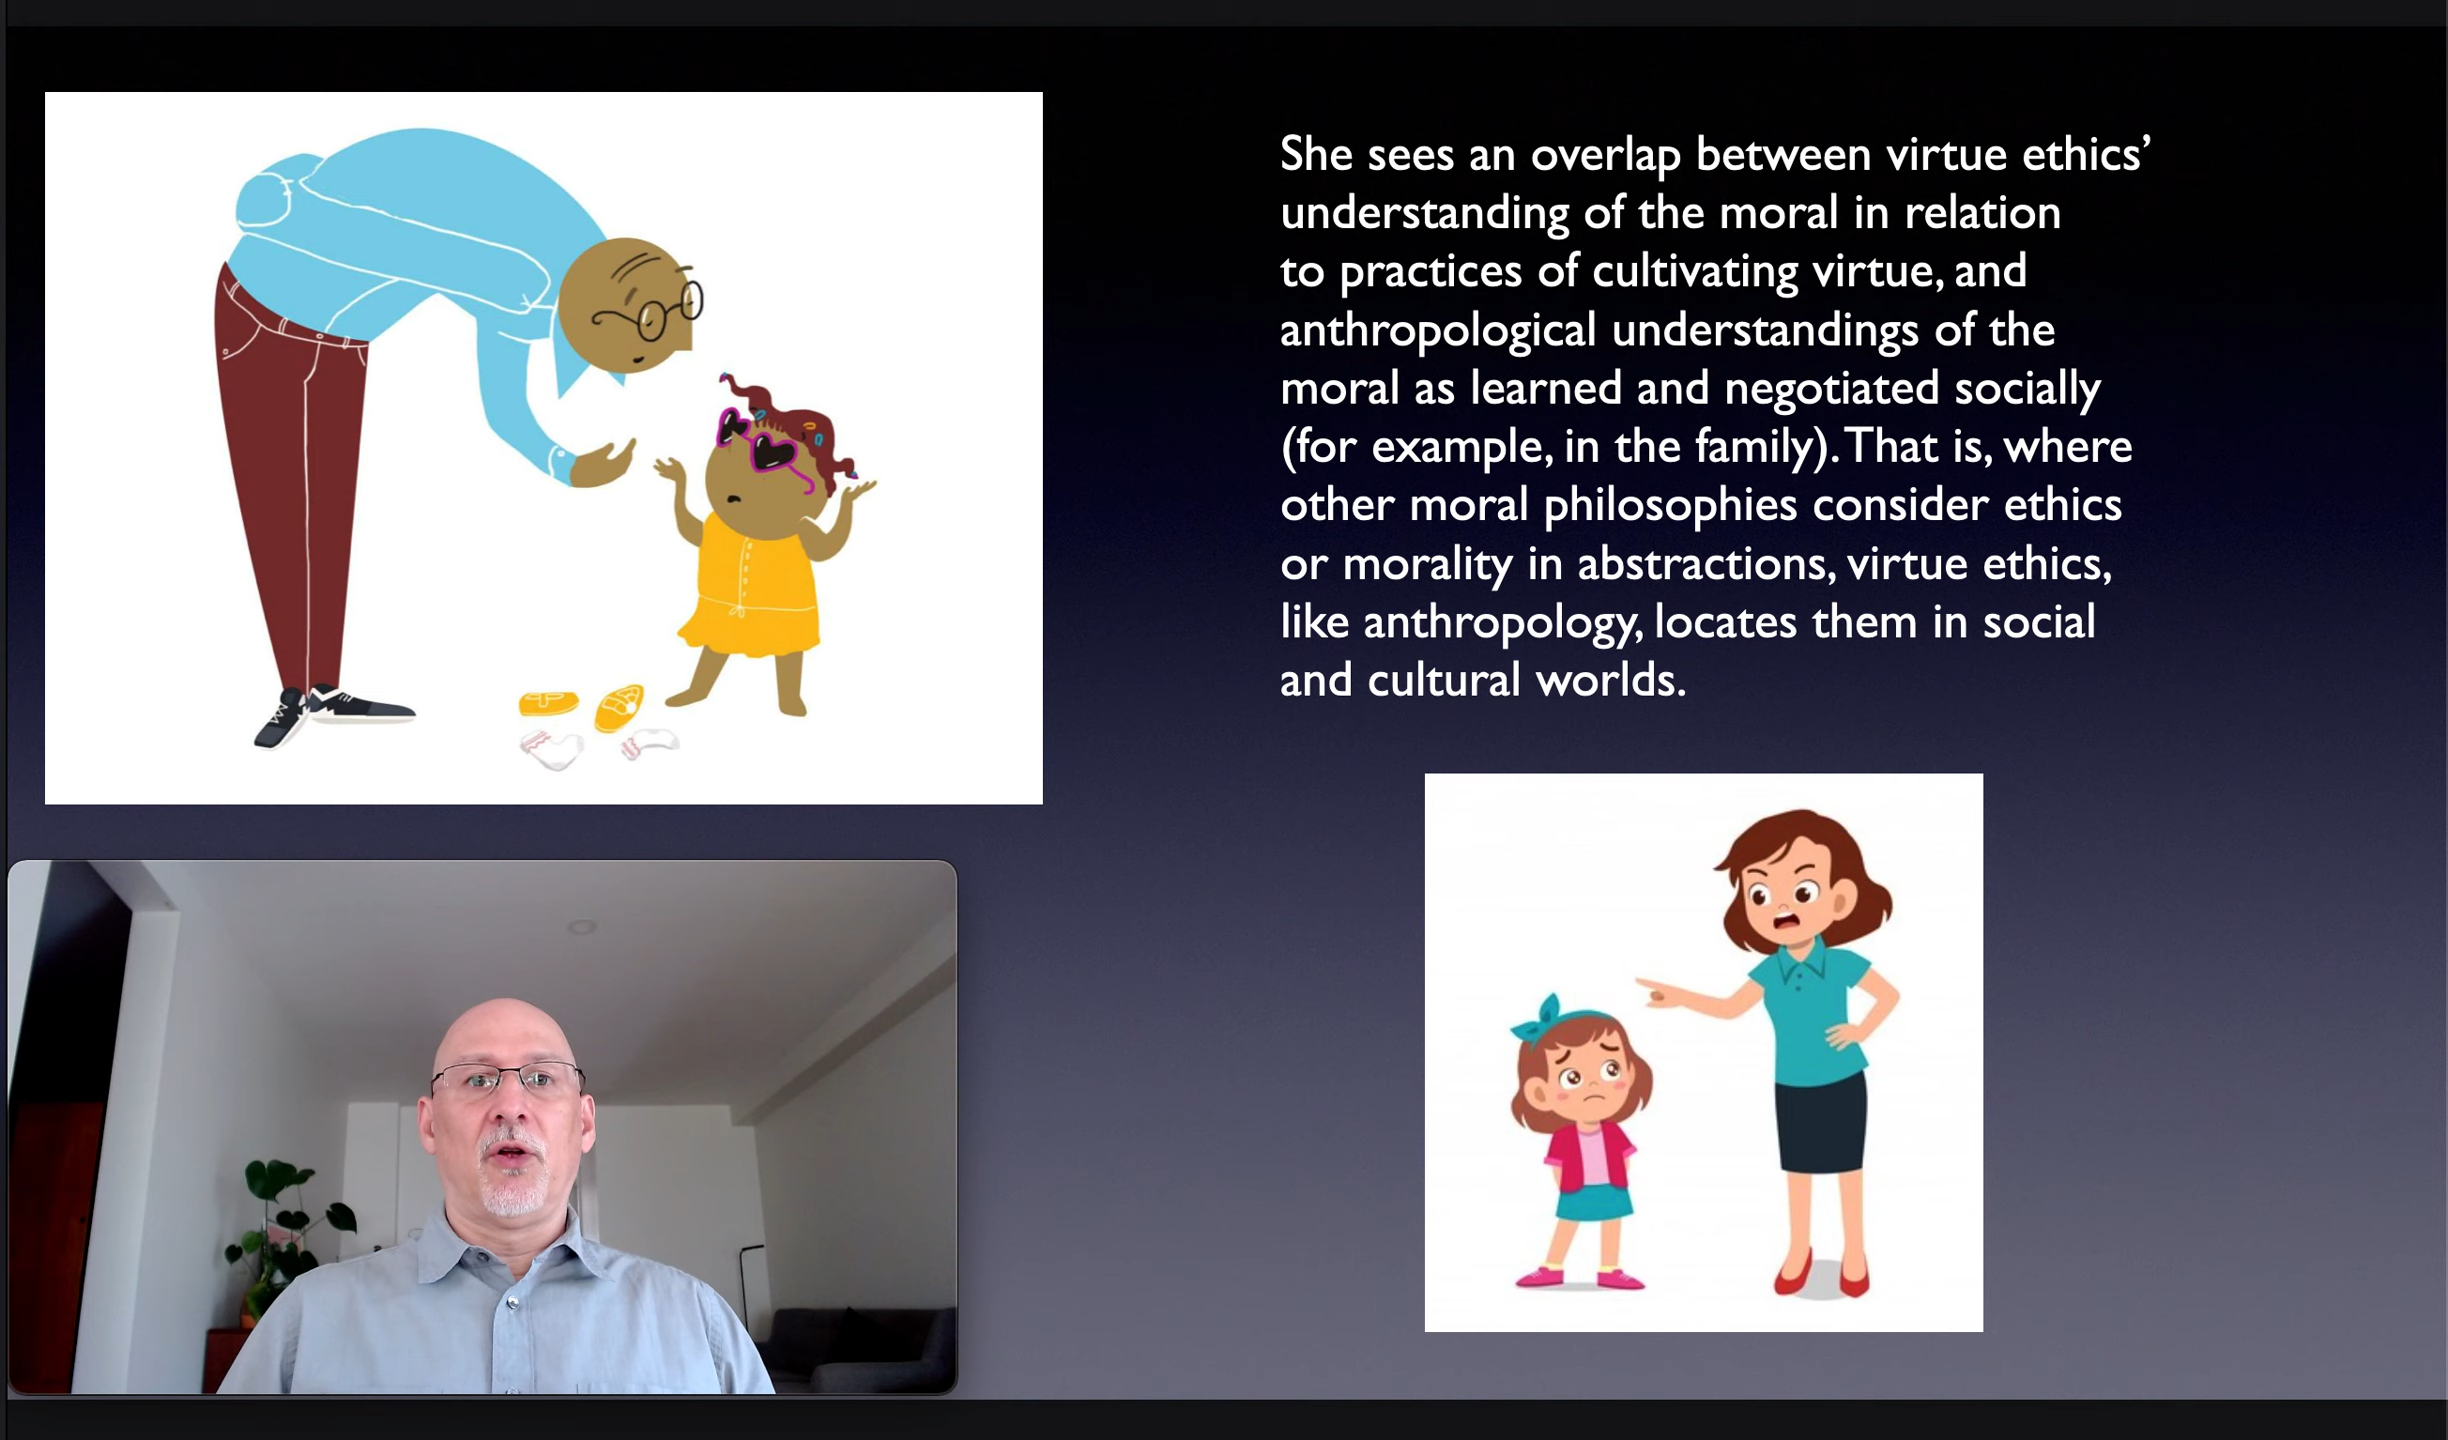 She sees an overlap between virtue ethics’
understanding of the moral in relation
to practices of cultivating virtue, and
anthropological understandings of the
moral as learned and negotiated socially
(for example, in the family). That is, where
other moral philosophies consider ethics
or morality in abstractions, virtue ethics,
like anthropology, locates them in social
and cultural worlds.